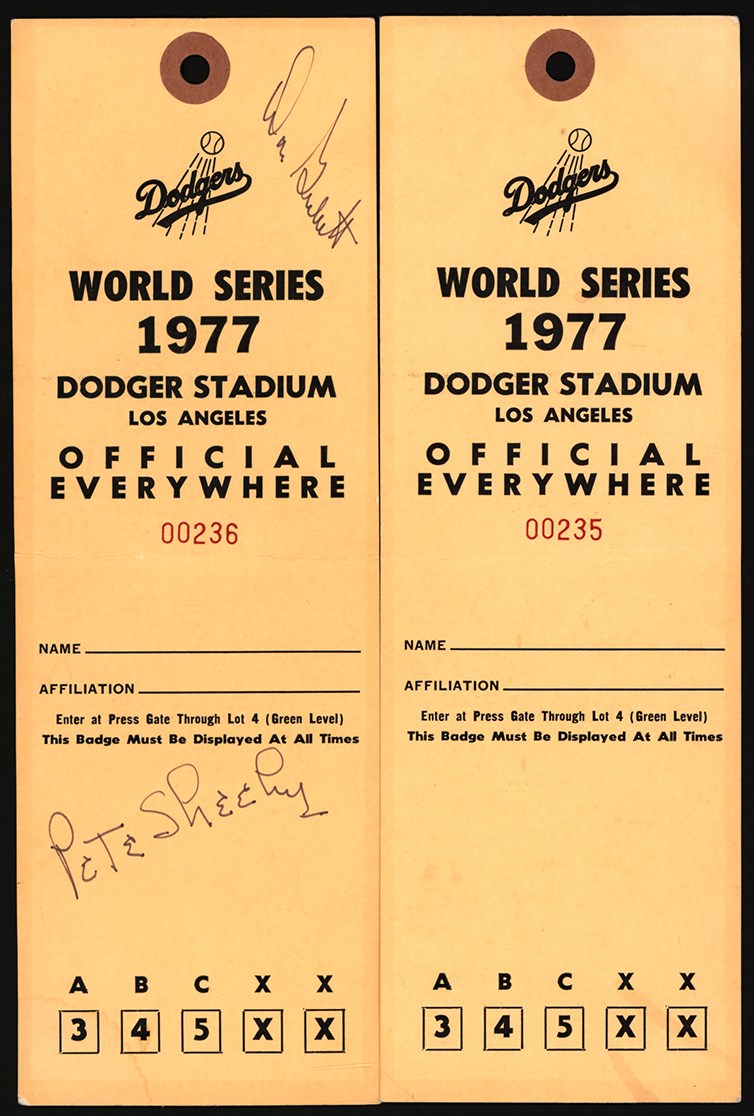 Dodgers
WORLD SERIES
1977
DODGER STADIUM
LOS ANGELES
OFFICIAL
EVERYWHERE
00236
NAME
AFFILIATION
Enter at Press Gate Through Lot 4 (Green Level)
This Badge Must Be Displayed At All Times
PETE SHEEHY
A B C X X
3 4 5 X X
Dodgers
WORLD SERIES
1977
DODGER STADIUM
LOS ANGELES
OFFICIAL
EVERYWHERE
00235
NAME
AFFILIATION
Enter at Press Gate Through Lot 4 (Green Level)
This Badge Must Be Displayed At All Times
A B C X X
3 4 5 X X